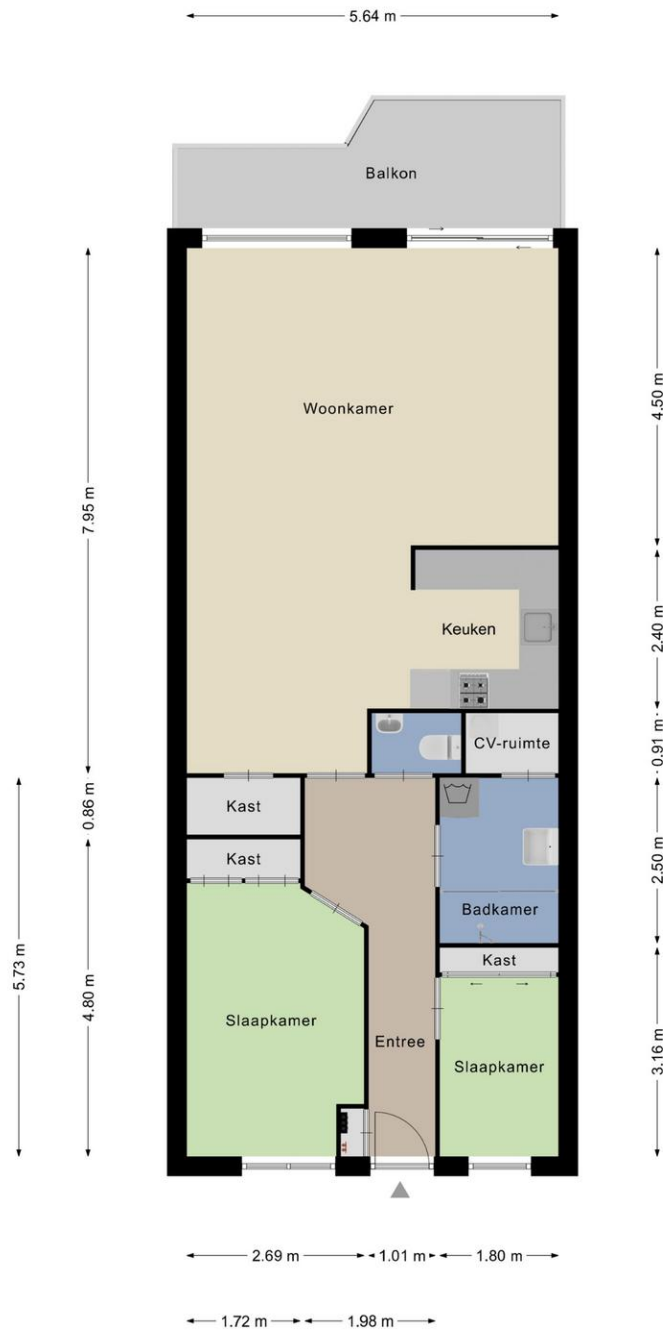 5.64 m
Balkon
Woonkamer
4.50 m
7.95 m
Keuken
2.40 m
CV-ruimte
0.91 m
Kast
0.86 m
Kast
2.50 m
Badkamer
Kast
5.73 m
4.80 m
Slaapkamer
Entree
Slaapkamer
3.16 m
2.69 m
1.01 m
1.80 m
1.72 m
1.98 m